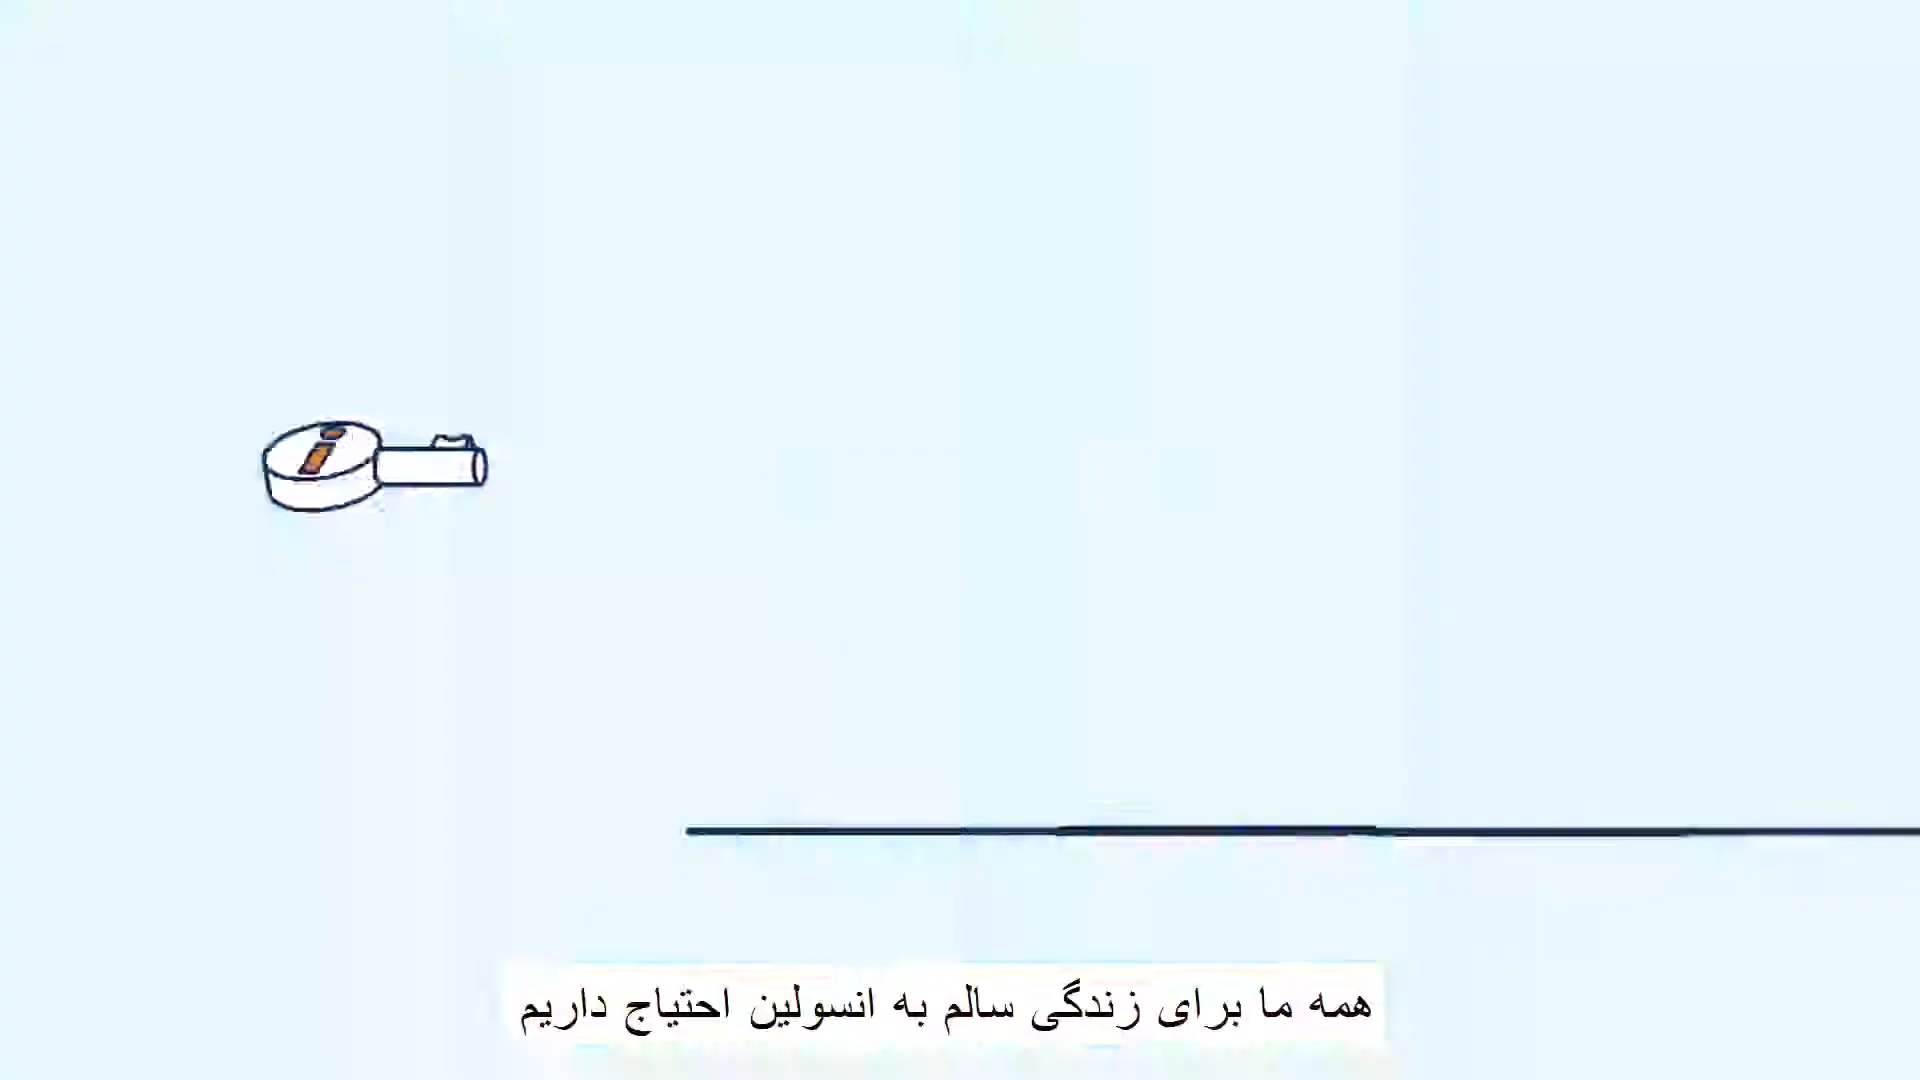 i
همه ما برای زندگی سالم به انسولین احتیاج داریم